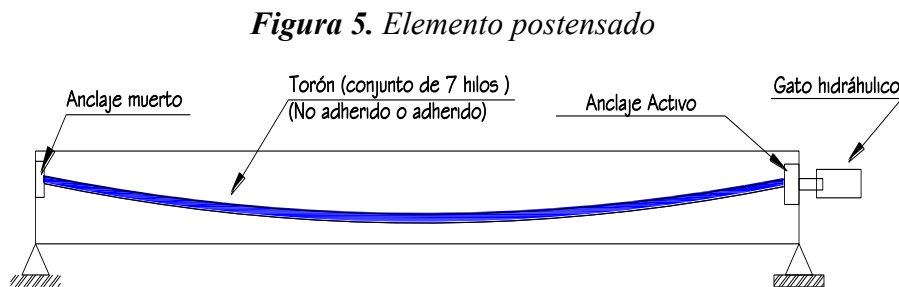 Figura 5. Elemento postensado
Torón (conjunto de 7 hilos )
(No adherido o adherido)
Anclaje muerto
Anclaje Activo
Gato hidráhulico